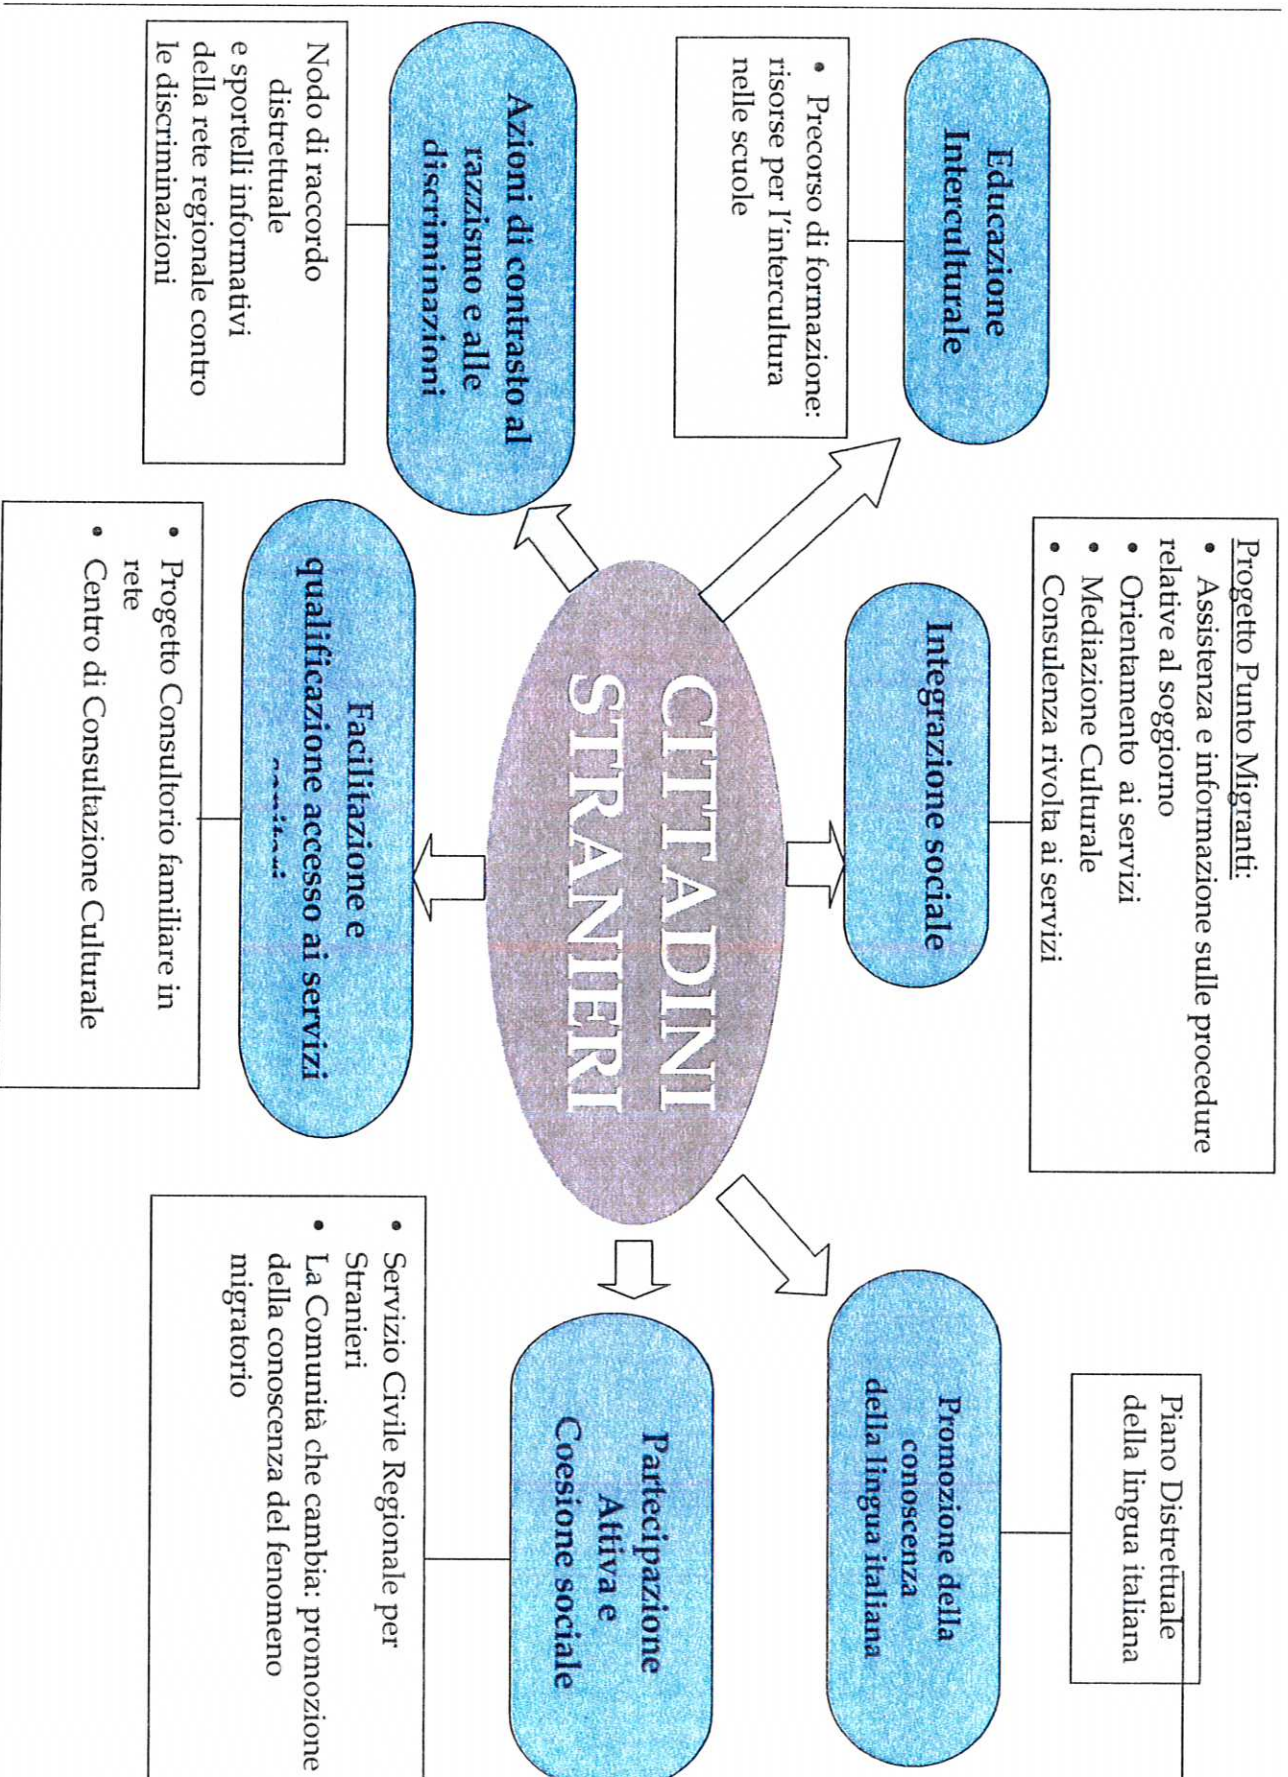 Progetto Punto Migranti:
• Assistenza e informazione sulle procedure
relative al soggiorno
• Orientamento ai servizi
• Mediazione Culturale
• Consulenza rivolta ai servizi
Piano Distrettuale
della lingua italiana
Educazione
Interculturale
Integrazione sociale
Promozione della
conoscenza
della lingua italiana
• Precorso di formazione:
risorse per l'intercultura
nelle scuole
CITTADINI
STRANIERI
Azioni di contrasto al
razzismo e alle
discriminazioni
Partecipazione
Attiva e
Coesione sociale
Nodo di raccordo
distrettuale
e sportelli informativi
della rete regionale contro
le discriminazioni
Facilitazione e
qualificazione accesso ai servizi
• Servizio Civile Regionale per
Stranieri
• La Comunità che cambia: promozione
della conoscenza del fenomeno
migratorio
• Progetto Consultorio familiare in
rete
• Centro di Consultazione Culturale